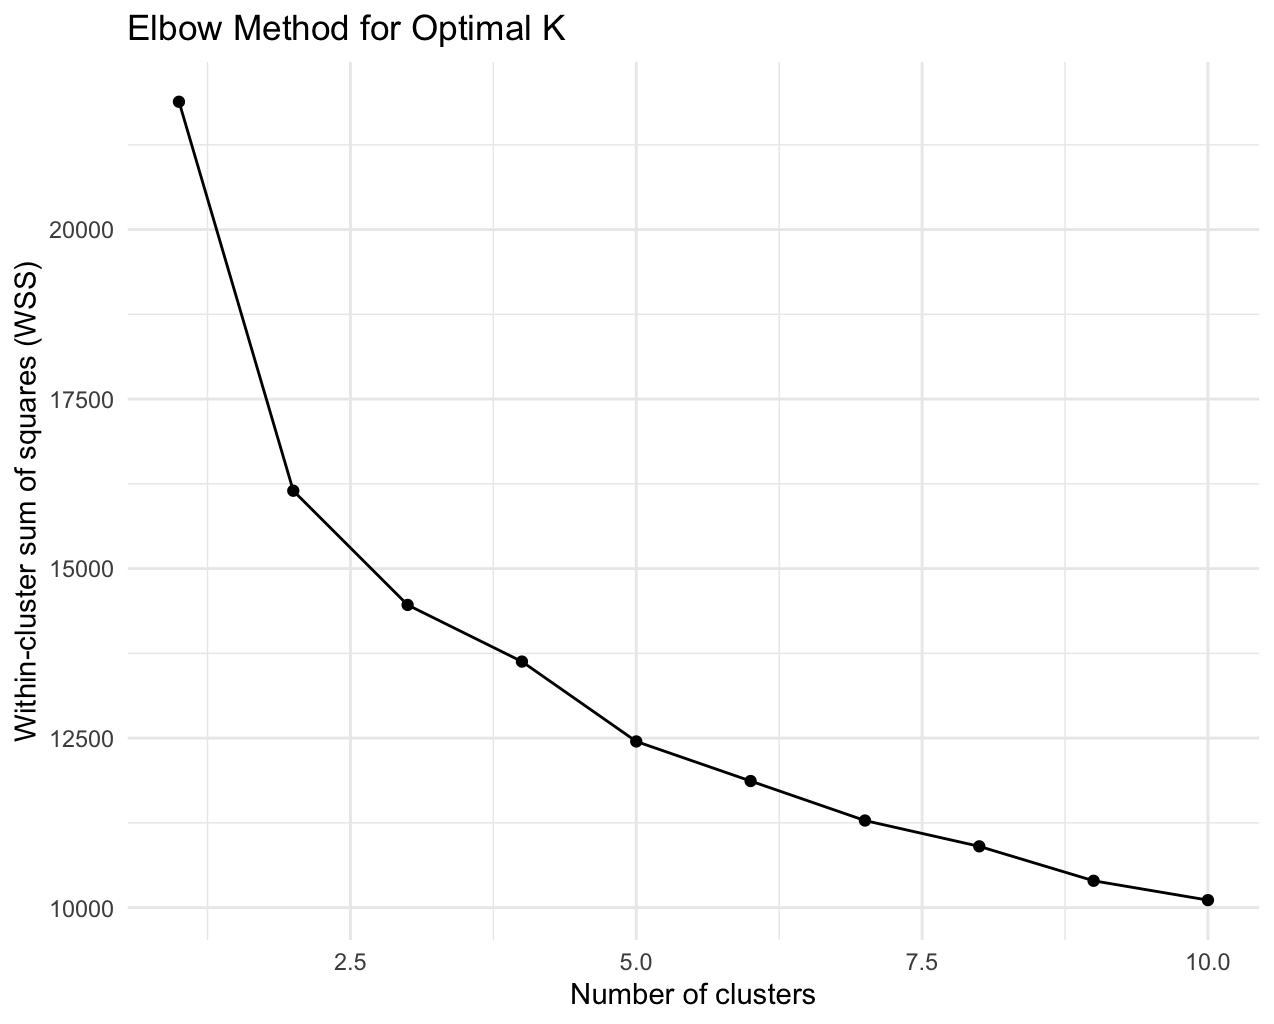 Elbow Method for Optimal K
Within-cluster sum of squares (WSS)
20000
17500
15000
12500
10000
2.5 5.0 7.5 10.0
Number of clusters